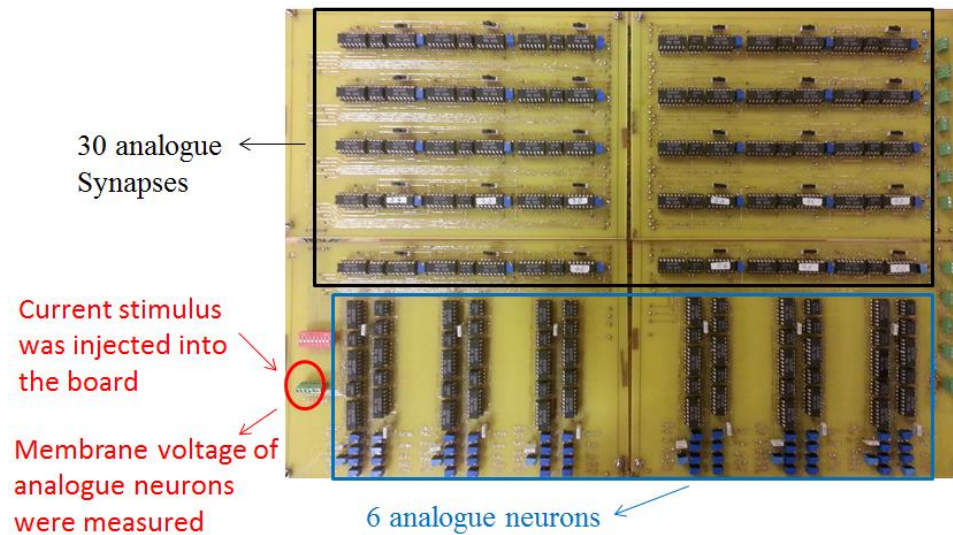 30 analogue
Synapses
Current stimulus
was injected into
the board
Membrane voltage of
analogue neurons
were measured
6 analogue neurons